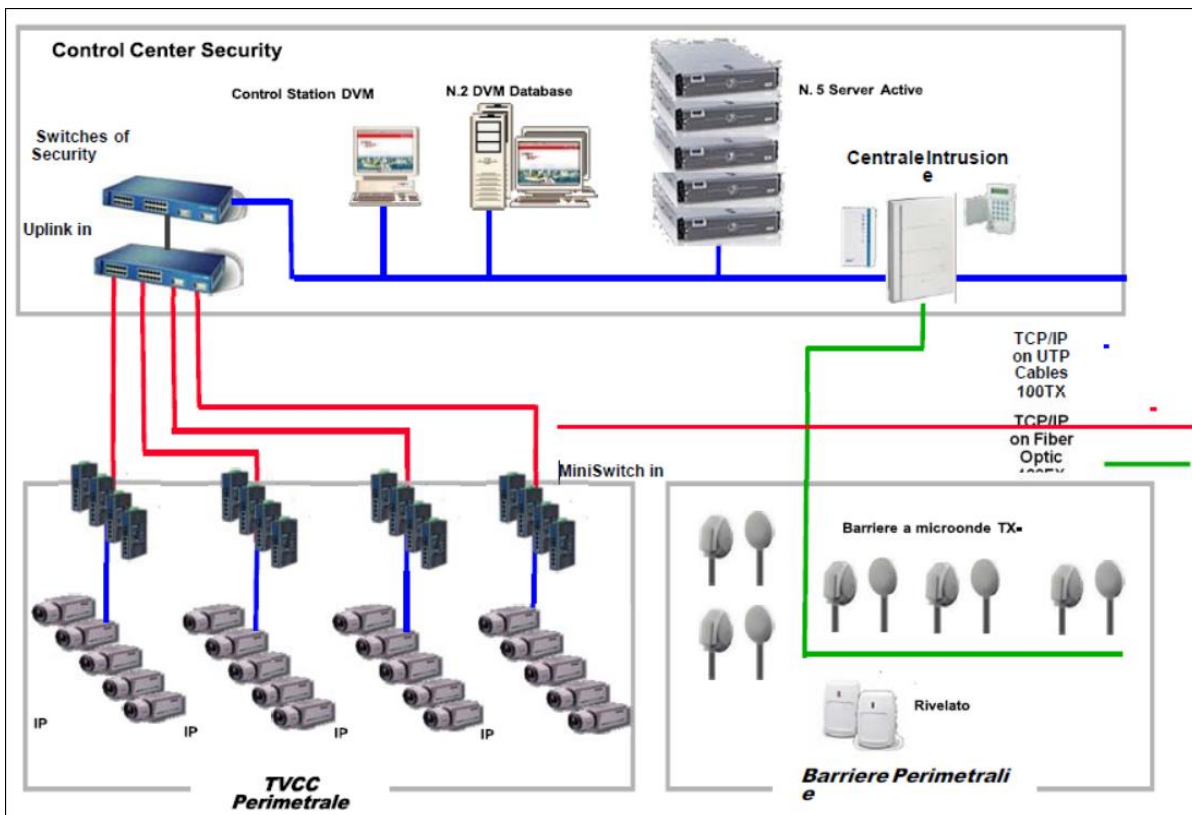 Control Center Security
Control Station DVM
N.2 DVM Database
N. 5 Server Active
Switches of
Security
Centrale Intrusion
e
Uplink in
TCP/IP
on UTP
Cables
100TX
TCP/IP
on Fiber
Optic
MiniSwitch in
Barriere a microonde TX-
Rivelato
IP
IP
IP
IP
TVCC
Perimetrale
Barriere Perimetrali
e